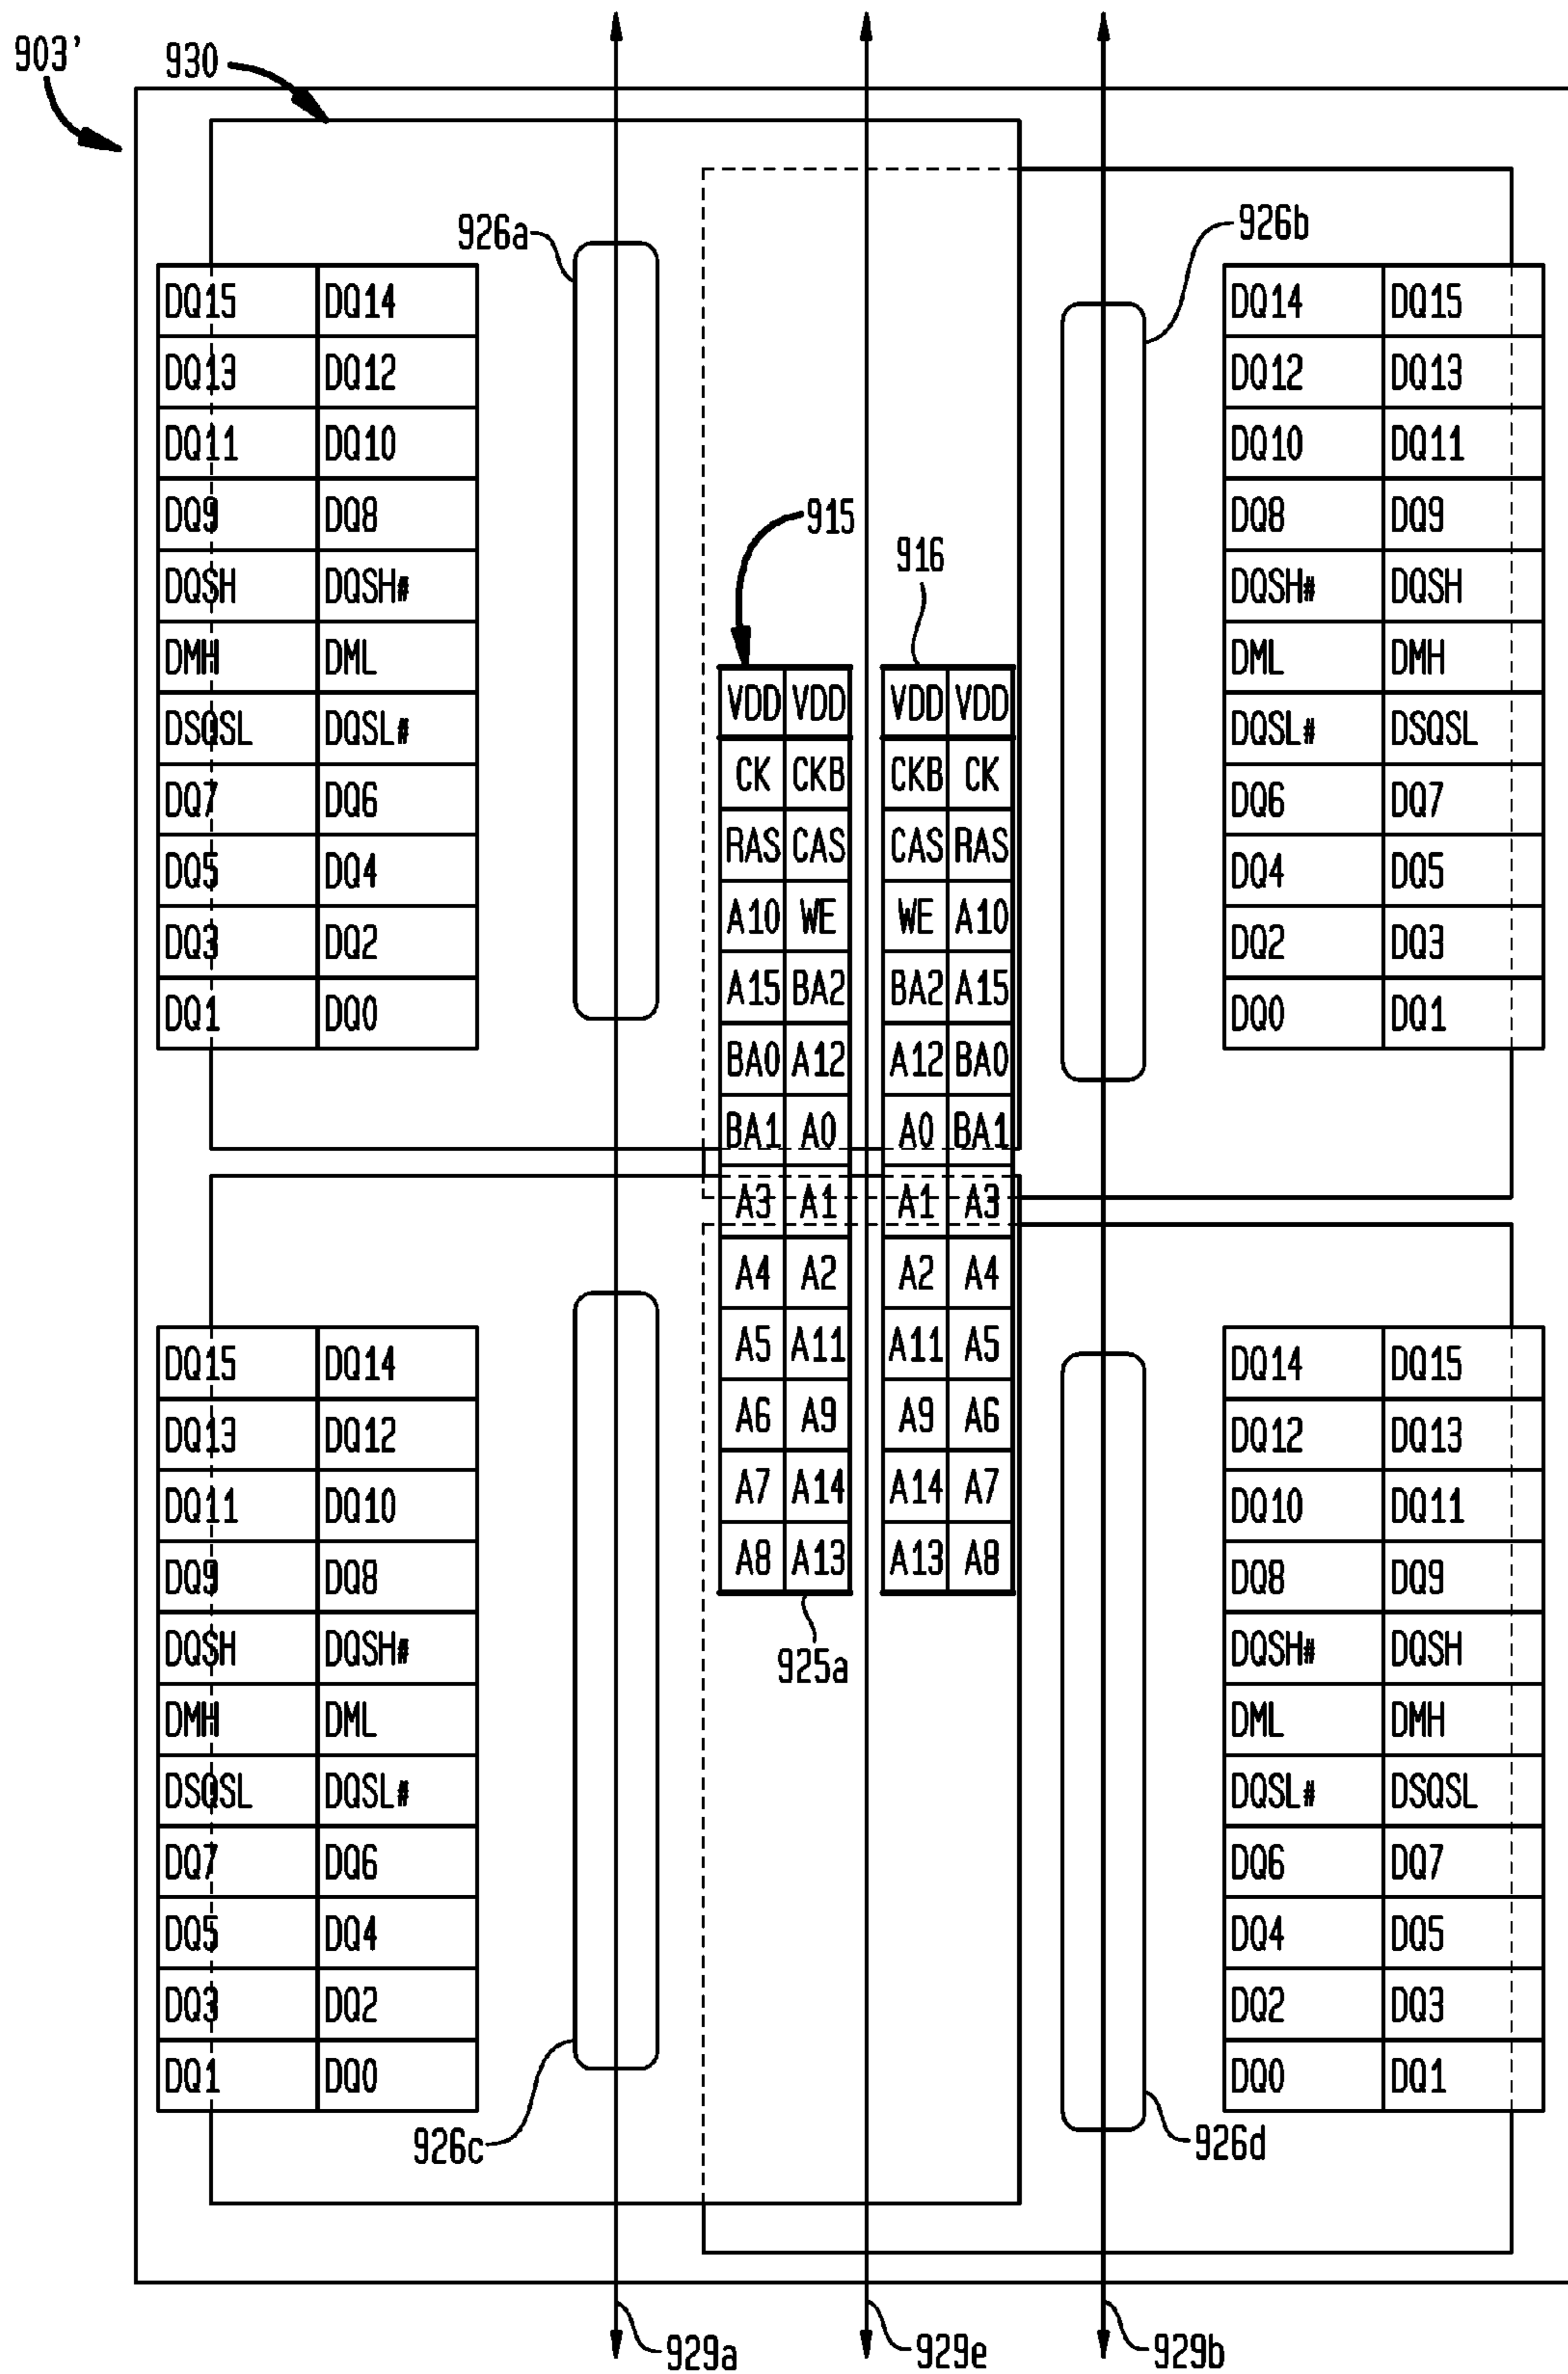 903'
930
926a
926b
DQ15 DQ14 DQ14 DQ15
DQ13 DQ12 DQ12 DQ13
DQ11 DQ10 DQ10 DQ11
DQ9 DQ8 DQ8 DQ9
915
916
DQSH DQSH# DQSH# DQSH
DMH DML DML DMH
VDD VDD VDD VDD
DSQSL DQSL# DQSL# DSQSL
CK CKB CKB CK
DQ7 DQ6 DQ6 DQ7
RAS CAS CAS RAS
DQ5 DQ4 DQ4 DQ5
A10 WE WE A10
DQ3 DQ2 DQ2 DQ3
A15 BA2 BA2 A15
DQ1 DQ0 DQ0 DQ1
BA0 A12 A12 BA0
BA1 A0 A0 BA1
A3 A1 A1 A3
A4 A2 A2 A4
A5 A11 A11 A5
DQ15 DQ14 DQ14 DQ15
A6 A9 A9 A6
DQ13 DQ12 DQ12 DQ13
A7 A14 A14 A7
DQ11 DQ10 DQ10 DQ11
A8 A13 A13 A8
DQ9 DQ8 DQ8 DQ9
DQSH DQSH# DQSH# DQSH
925a
DMH DML DML DMH
DSQSL DQSL# DQSL# DSQSL
DQ7 DQ6 DQ6 DQ7
DQ5 DQ4 DQ4 DQ5
DQ3 DQ2 DQ2 DQ3
DQ1 DQ0 DQ0 DQ1
926c
926d
929a
929e
929b